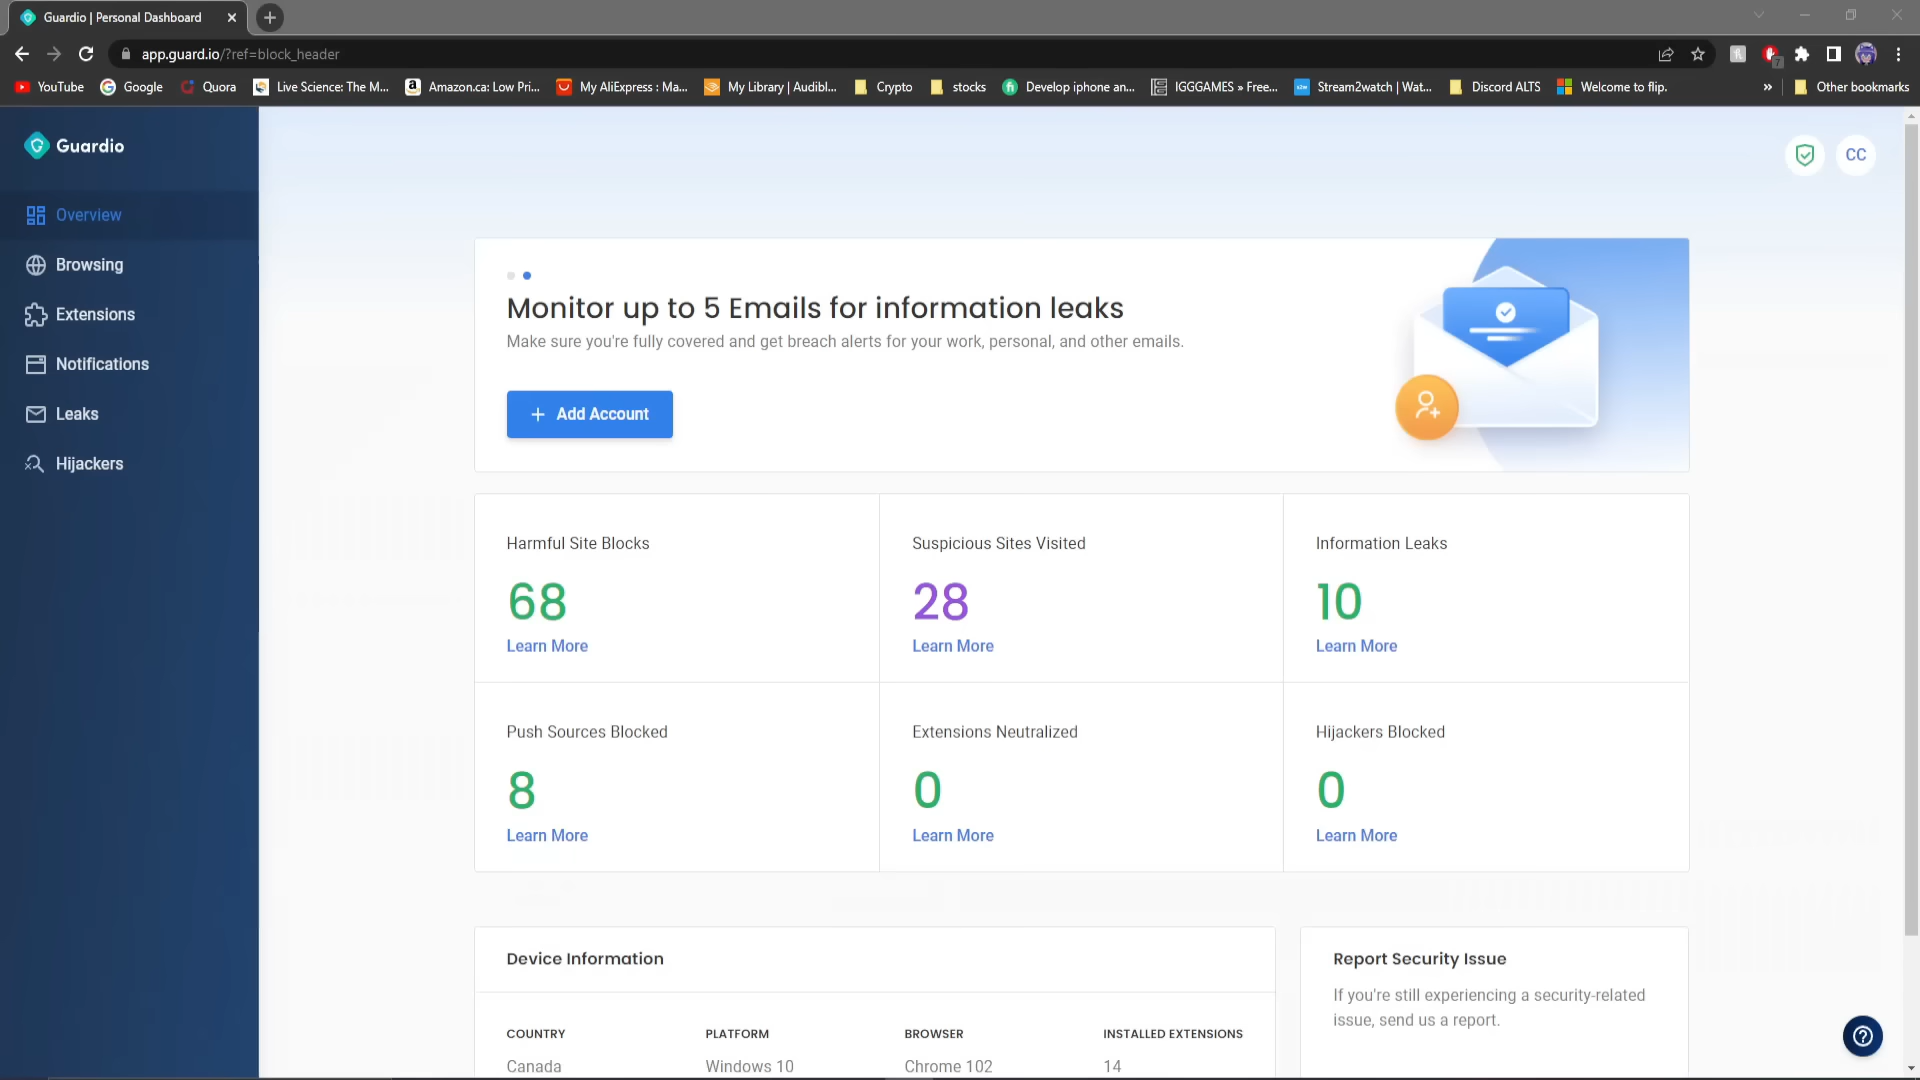 Guardio | Personal Dashboard
app.guard.io/?ref=block_header
7
YouTube Google Quora Live Science: The M... Amazon.ca: Low Pri... My AliExpress : Ma... My Library | Audibl... Crypto stocks Develop iphone an... IGGGAMES » Free... Stream2watch | Wat... Discord ALTS Welcome to flip. » Other bookmarks
Guardio
CC
Overview
Browsing
Extensions
Notifications
Leaks
Hijackers
Monitor up to 5 Emails for information leaks
Make sure you're fully covered and get breach alerts for your work, personal, and other emails.
+ Add Account
Harmful Site Blocks Suspicious Sites Visited Information Leaks
68 28 10
Learn More Learn More Learn More
Push Sources Blocked Extensions Neutralized Hijackers Blocked
8 0 0
Learn More Learn More Learn More
Device Information
COUNTRY PLATFORM BROWSER INSTALLED EXTENSIONS
Canada Windows 10 Chrome 102 14
Report Security Issue
If you're still experiencing a security-related
issue, send us a report.